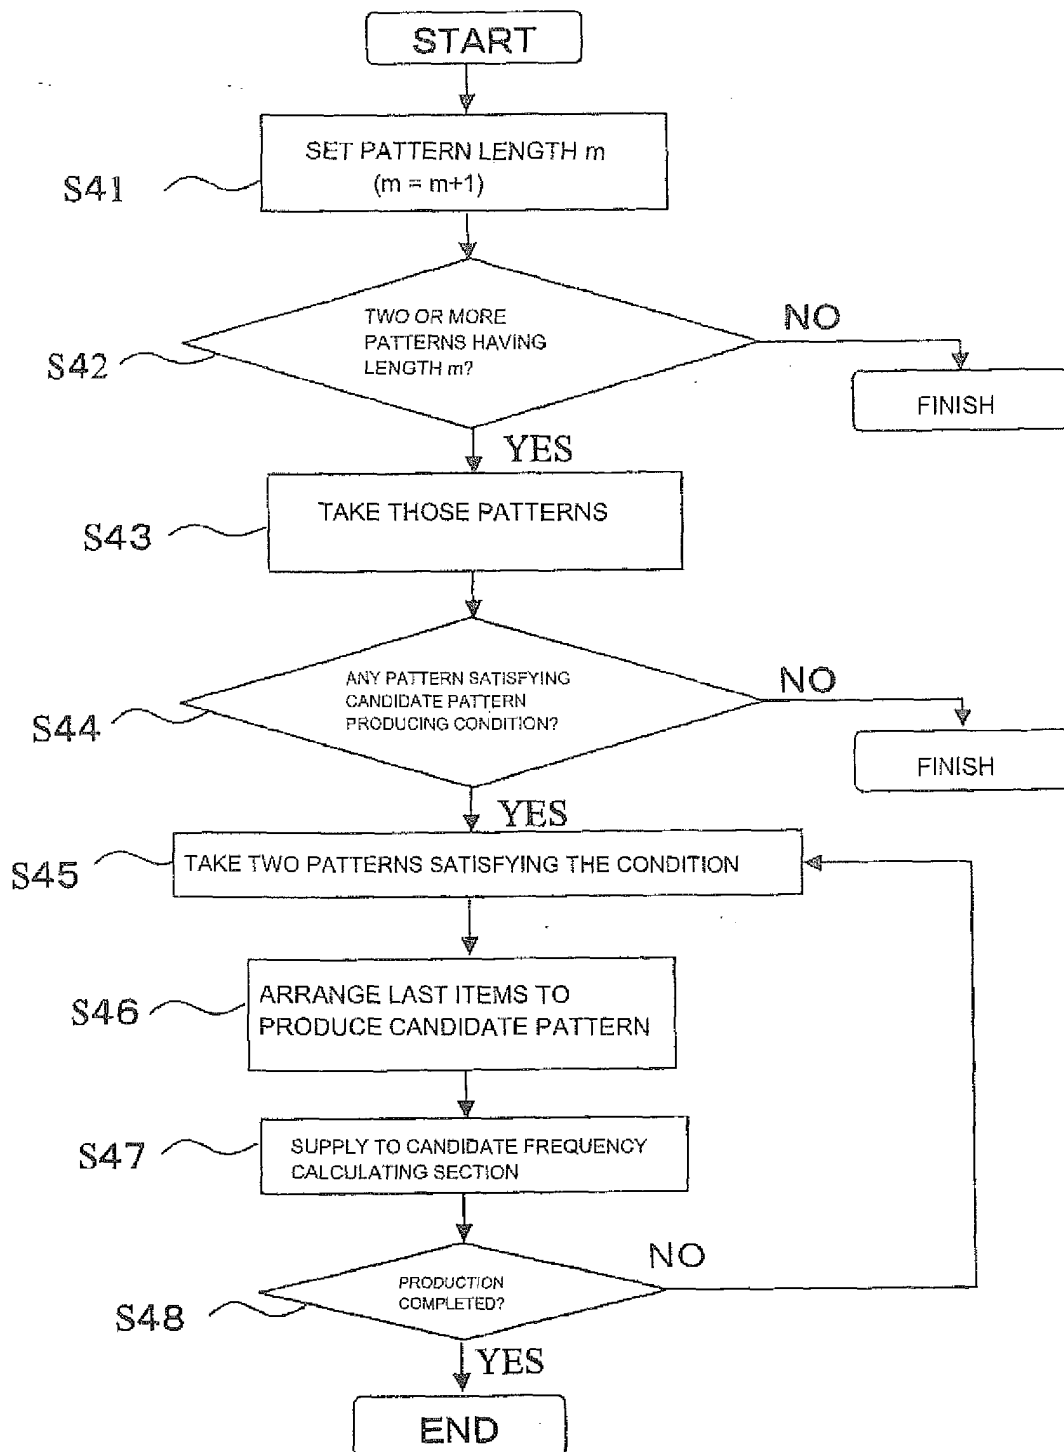 START
SET PATTERN LENGTH m
(m = m+1)
S41
TWO OR MORE
PATTERNS HAVING
LENGTH m?
NO
S42
FINISH
YES
TAKE THOSE PATTERNS
S43
ANY PATTERN SATISFYING
CANDIDATE PATTERN
PRODUCING CONDITION?
NO
S44
FINISH
YES
TAKE TWO PATTERNS SATISFYING THE CONDITION
S45
ARRANGE LAST ITEMS TO
PRODUCE CANDIDATE PATTERN
S46
SUPPLY TO CANDIDATE FREQUENCY
CALCULATING SECTION
S47
NO
PRODUCTION
COMPLETED?
S48
YES
END